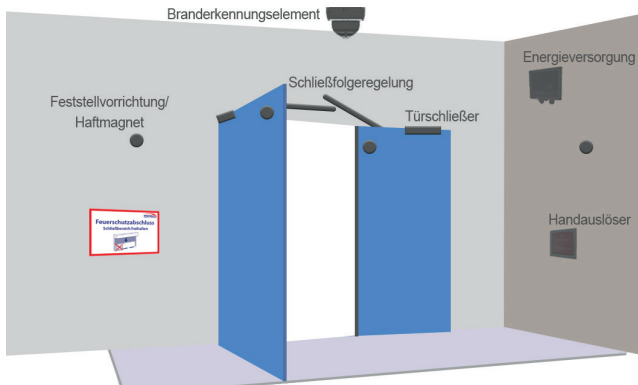 Branderkennungselement
Energieversorgung
Schließfolgeregelung
Feststellvorrichtung/
Haftmagnet
Türschließer
Feuerschutzabschluss
Schließbereich freihalten
Handauslöser